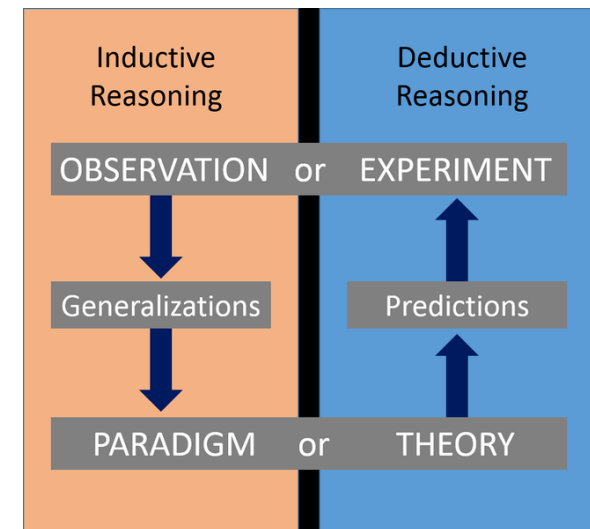 Inductive
Reasoning
Deductive
Reasoning
OBSERVATION or EXPERIMENT
Generalizations
Predictions
PARADIGM or THEORY